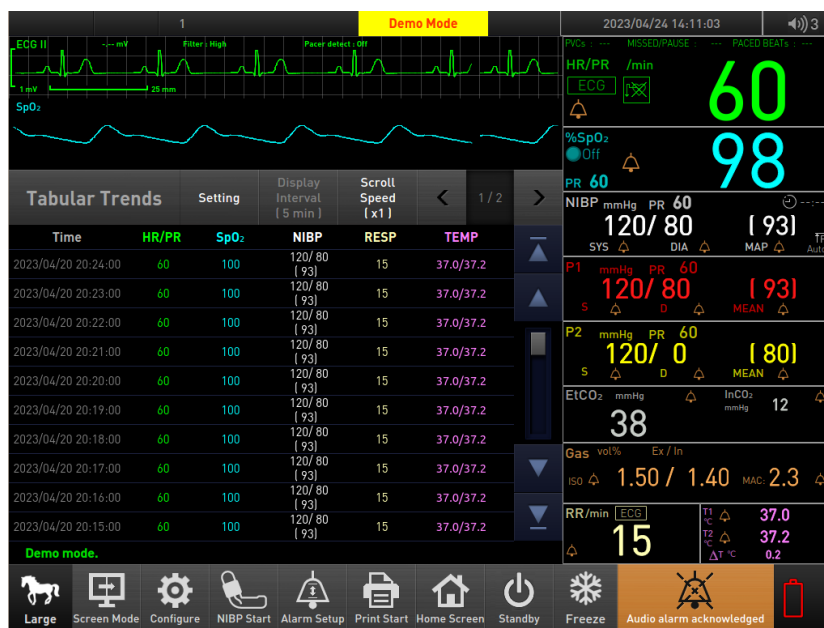 1 Demo Mode 2023/04/24 14:11:03 3
ECG II -.-- mV Filter : High Pacer detect : Off
1 mV 25 mm
SpO₂
PVCs : --- MISSED/PAUSE : --- PACED BEATs : ---
HR/PR /min
ECG
60
%SpO₂
Off
98
PR 60
Tabular Trends Setting Display Interval (5 min) Scroll Speed (x1) 1/2
Time HR/PR SpO₂ NIBP RESP TEMP
2023/04/20 20:24:00 60 100 120/ 80 ( 93) 15 37.0/37.2
2023/04/20 20:23:00 60 100 120/ 80 ( 93) 15 37.0/37.2
2023/04/20 20:22:00 60 100 120/ 80 ( 93) 15 37.0/37.2
2023/04/20 20:21:00 60 100 120/ 80 ( 93) 15 37.0/37.2
2023/04/20 20:20:00 60 100 120/ 80 ( 93) 15 37.0/37.2
2023/04/20 20:19:00 60 100 120/ 80 ( 93) 15 37.0/37.2
2023/04/20 20:18:00 60 100 120/ 80 ( 93) 15 37.0/37.2
2023/04/20 20:17:00 60 100 120/ 80 ( 93) 15 37.0/37.2
2023/04/20 20:16:00 60 100 120/ 80 ( 93) 15 37.0/37.2
2023/04/20 20:15:00 60 100 120/ 80 ( 93) 15 37.0/37.2
Demo mode.
NIBP mmHg PR 60 --:--
120/ 80 ( 93)
SYS DIA MAP Auto
P1 mmHg PR 60
120/ 80 ( 93)
S D MEAN
P2 mmHg PR 60
120/ 0 ( 80)
S D MEAN
EtCO₂ mmHg InCO₂ mmHg 12
38
Gas vol% Ex / In
ISO 1.50 / 1.40 MAC: 2.3
RR/min ECG
15
T1 °C 37.0
T2 °C 37.2
ΔT °C 0.2
Large Screen Mode Configure NIBP Start Alarm Setup Print Start Home Screen Standby Freeze Audio alarm acknowledged